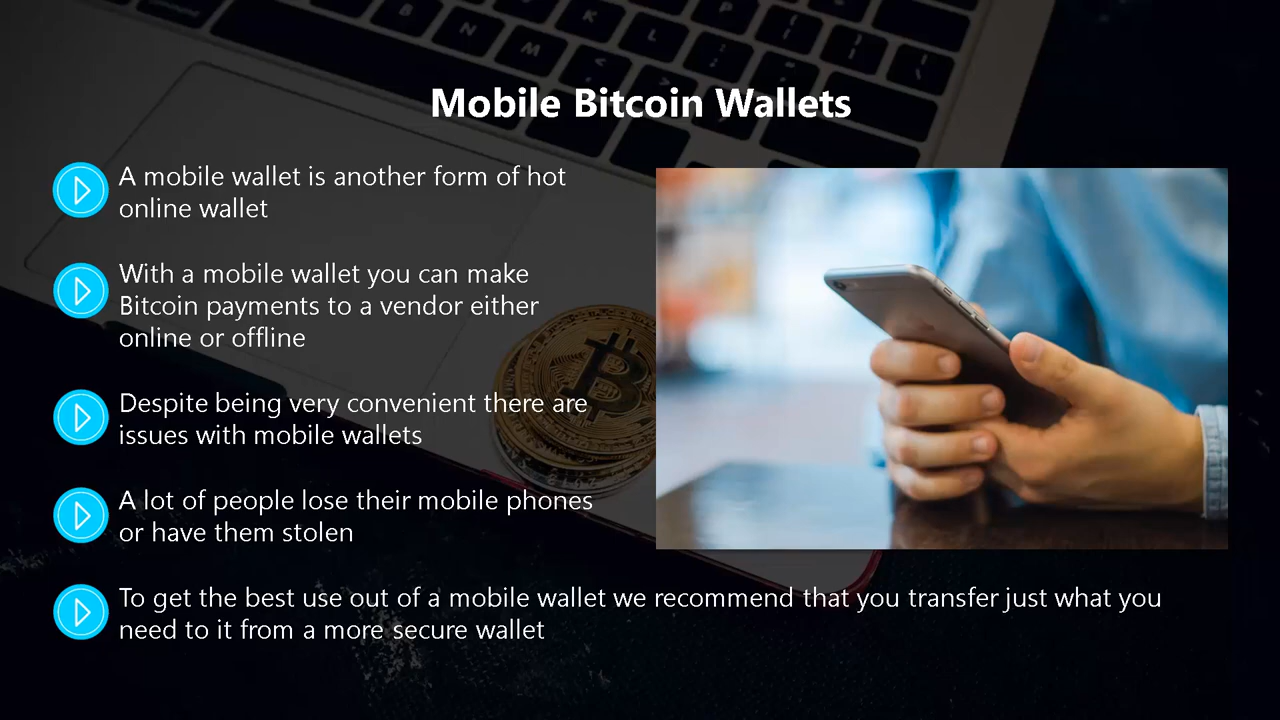 Mobile Bitcoin Wallets
A mobile wallet is another form of hot
online wallet
With a mobile wallet you can make
Bitcoin payments to a vendor either
online or offline
Despite being very convenient there are
issues with mobile wallets
A lot of people lose their mobile phones
or have them stolen
To get the best use out of a mobile wallet we recommend that you transfer just what you
need to it from a more secure wallet